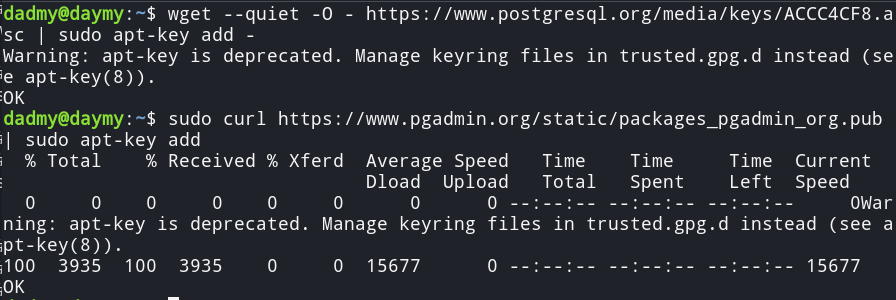 dadmy@daymy:~$ wget --quiet -O - https://www.postgresql.org/media/keys/ACCC4CF8.a
sc | sudo apt-key add -
Warning: apt-key is deprecated. Manage keyring files in trusted.gpg.d instead (se
e apt-key(8)).
OK
dadmy@daymy:~$ sudo curl https://www.pgadmin.org/static/packages_pgadmin_org.pub
| sudo apt-key add
  % Total    % Received % Xferd  Average Speed   Time    Time     Time  Current
                                 Dload  Upload   Total   Spent    Left  Speed
  0     0    0     0    0     0      0      0 --:--:-- --:--:-- --:--:--     0War
ning: apt-key is deprecated. Manage keyring files in trusted.gpg.d instead (see a
pt-key(8)).
100  3935  100  3935    0     0  15677      0 --:--:-- --:--:-- --:--:-- 15677
OK